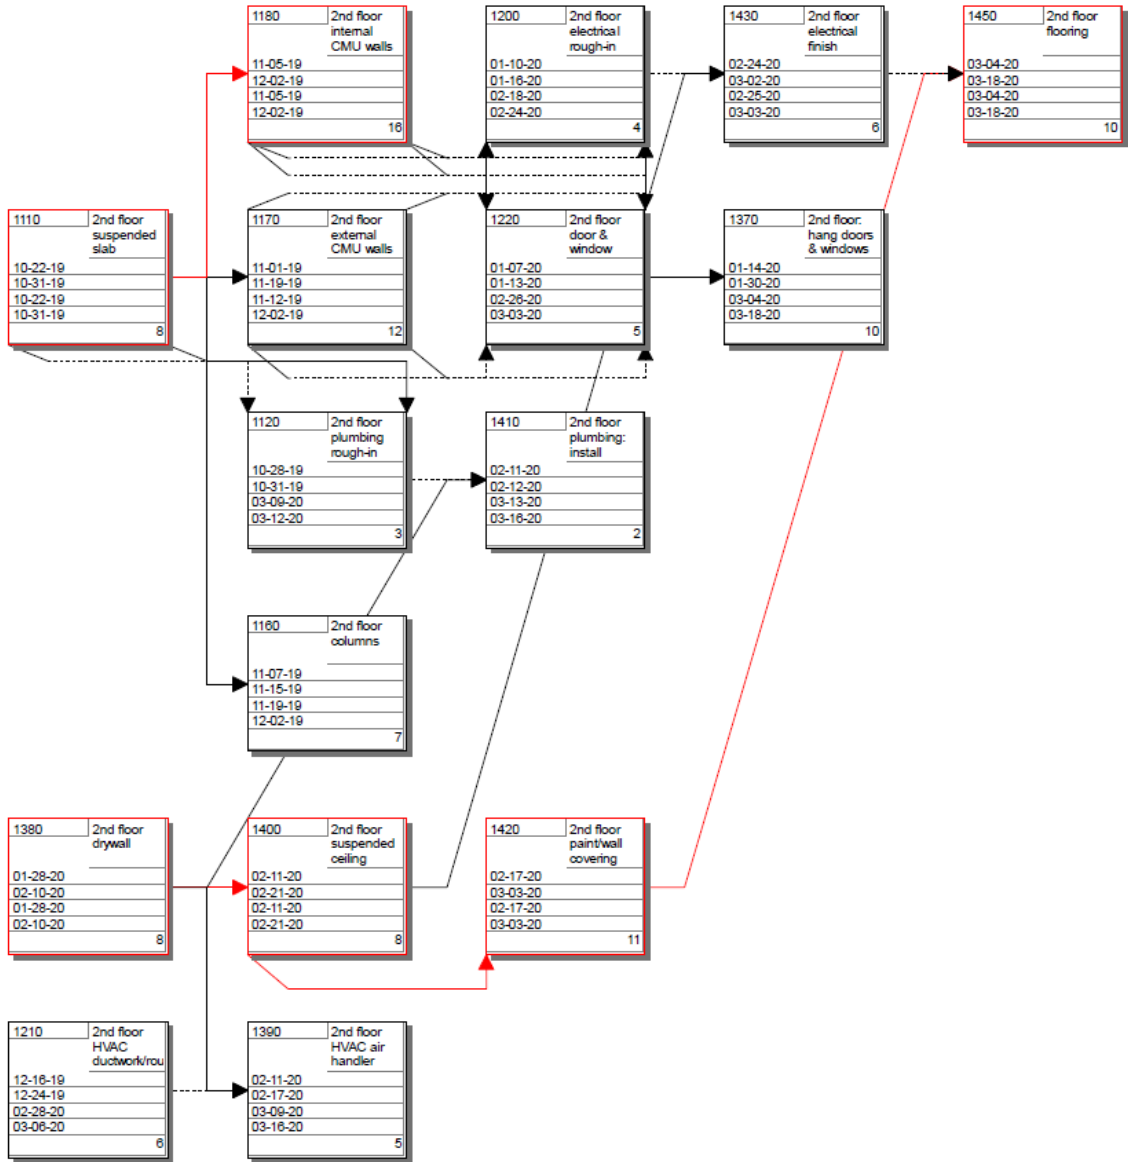 1180 2nd floor
internal
CMU walls
11-05-19
12-02-19
11-05-19
12-02-19
16
1200 2nd floor
electrical
rough-in
01-10-20
01-16-20
02-18-20
02-24-20
4
1430 2nd floor
electrical
finish
02-24-20
03-02-20
02-25-20
03-03-20
6
1450 2nd floor
flooring
03-04-20
03-18-20
03-04-20
03-18-20
10
1110 2nd floor
suspended
slab
10-22-19
10-31-19
10-22-19
10-31-19
8
1170 2nd floor
external
CMU walls
11-01-19
11-19-19
11-12-19
12-02-19
12
1220 2nd floor
door &
window
01-07-20
01-13-20
02-26-20
03-03-20
5
1370 2nd floor:
hang doors
& windows
01-14-20
01-30-20
03-04-20
03-18-20
10
1120 2nd floor
plumbing
rough-in
10-28-19
10-31-19
03-09-20
03-12-20
3
1410 2nd floor
plumbing:
install
02-11-20
02-12-20
03-13-20
03-16-20
2
1160 2nd floor
columns
11-07-19
11-15-19
11-19-19
12-02-19
7
1380 2nd floor
drywall
01-28-20
02-10-20
01-28-20
02-10-20
8
1400 2nd floor
suspended
ceiling
02-11-20
02-21-20
02-11-20
02-21-20
8
1420 2nd floor
paint/wall
covering
02-17-20
03-03-20
02-17-20
03-03-20
11
1210 2nd floor
HVAC
ductwork/rou
12-16-19
12-24-19
02-28-20
03-06-20
6
1390 2nd floor
HVAC air
handler
02-11-20
02-17-20
03-09-20
03-16-20
5